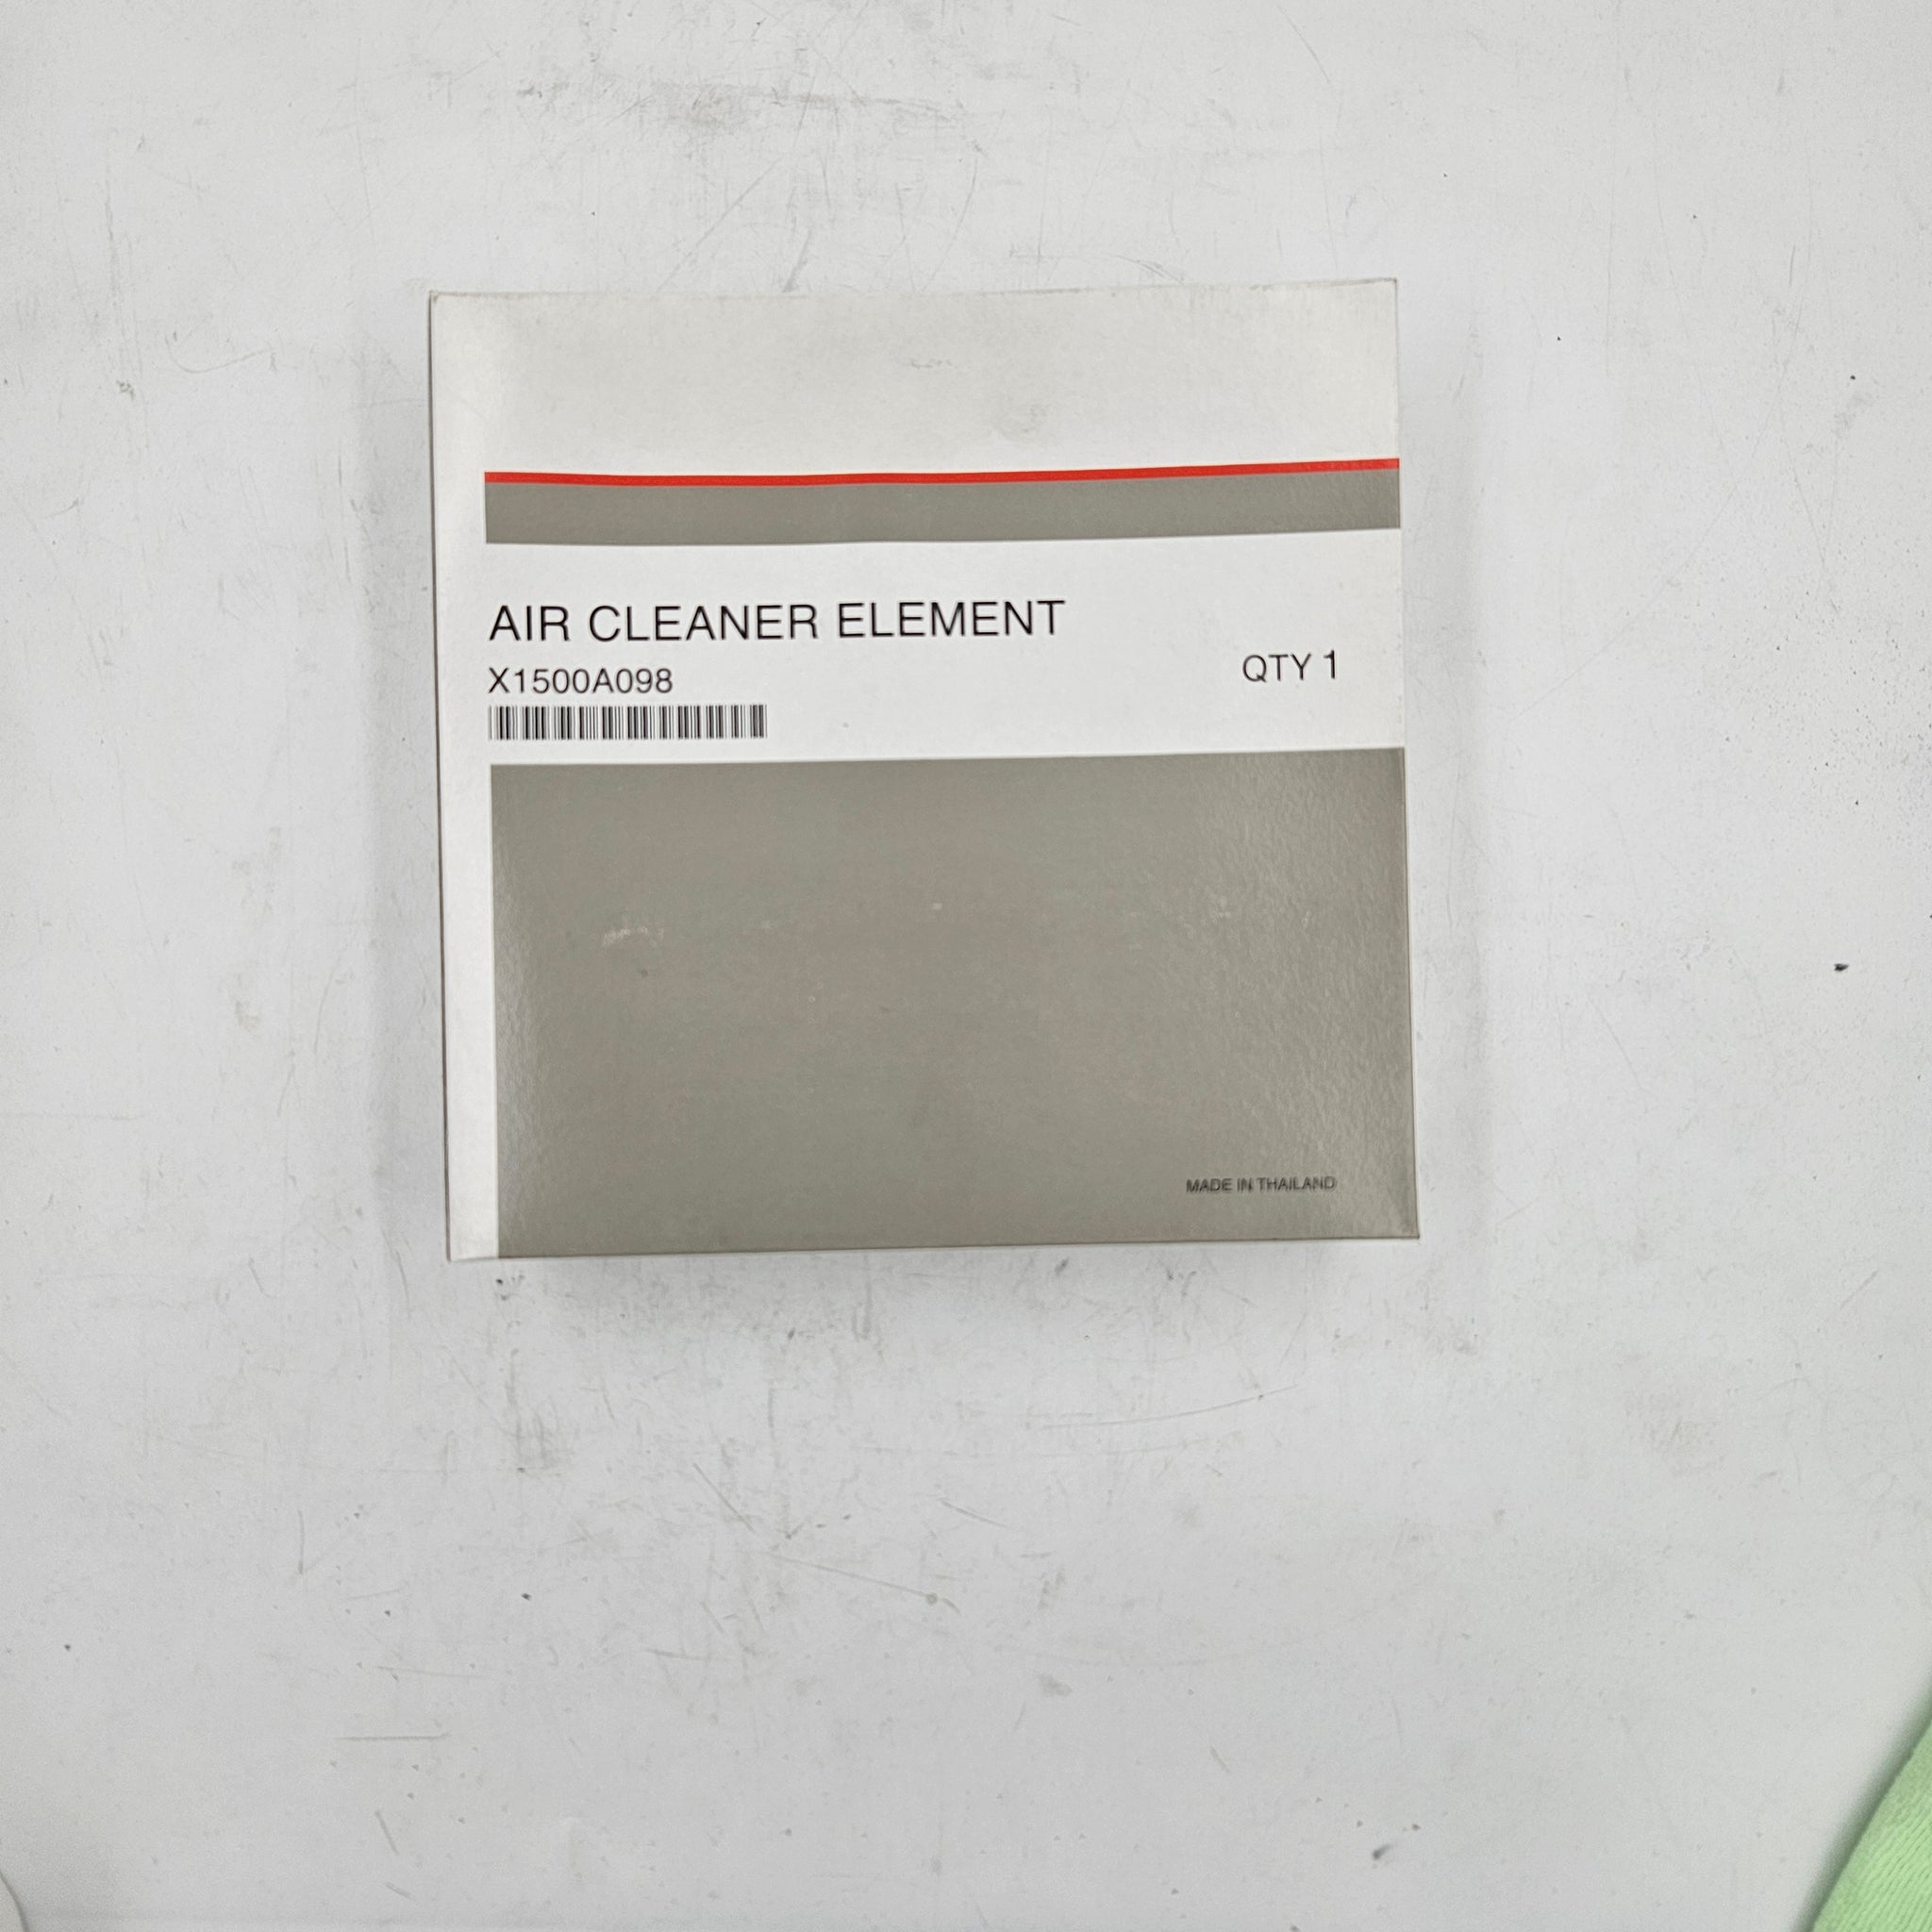 AIR CLEANER ELEMENT
X1500A098
QTY 1
MADE IN THAILAND